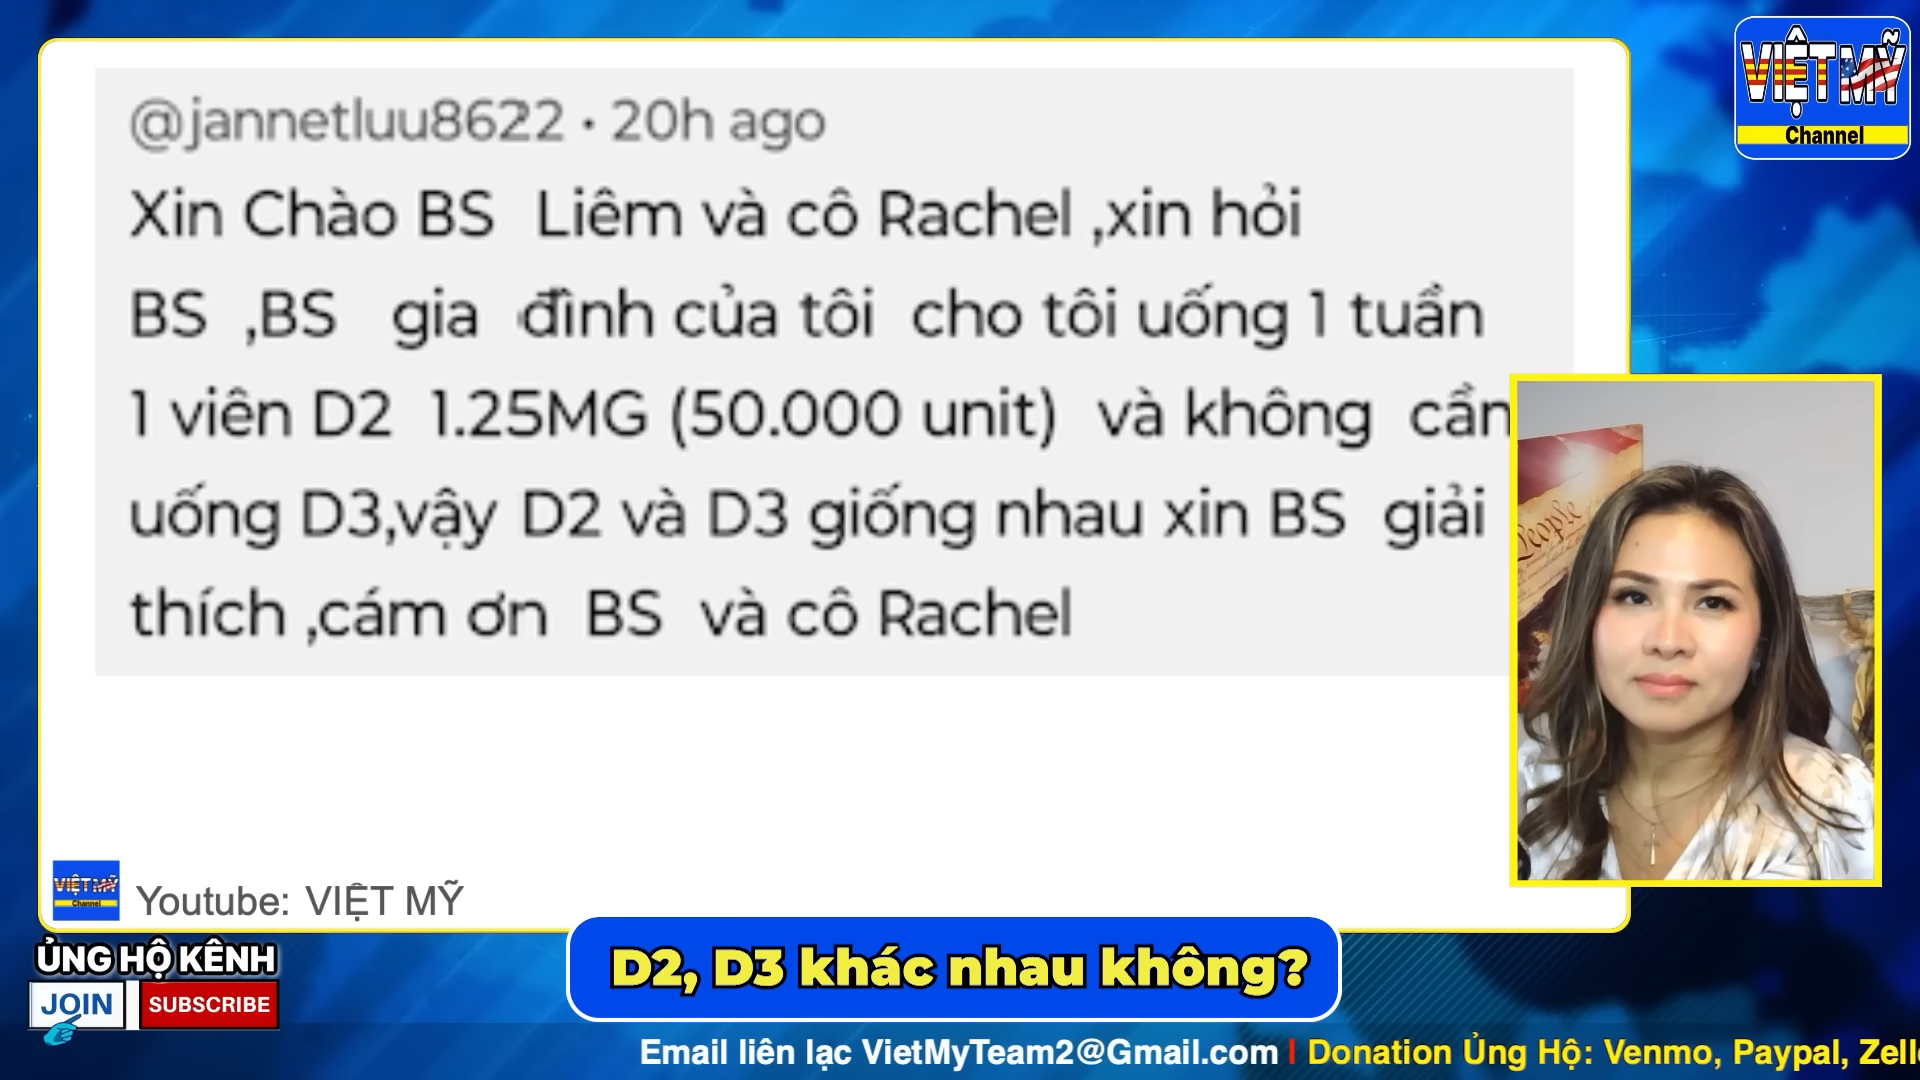 @jannetluu8622 • 20h ago
Xin Chào BS Liêm và cô Rachel ,xin hỏi
BS ,BS gia đình của tôi cho tôi uống 1 tuần
1 viên D2 1.25MG (50.000 unit) và không cần
uống D3,vậy D2 và D3 giống nhau xin BS giải
thích ,cám ơn BS và cô Rachel
VIỆT MỸ
Channel
People
VIỆT MỸ
Channel
Youtube: VIỆT MỸ
ỦNG HỘ KÊNH
JOIN
SUBSCRIBE
D2, D3 khác nhau không?
Email liên lạc VietMyTeam2@Gmail.com | Donation Ủng Hộ: Venmo, Paypal, Zell